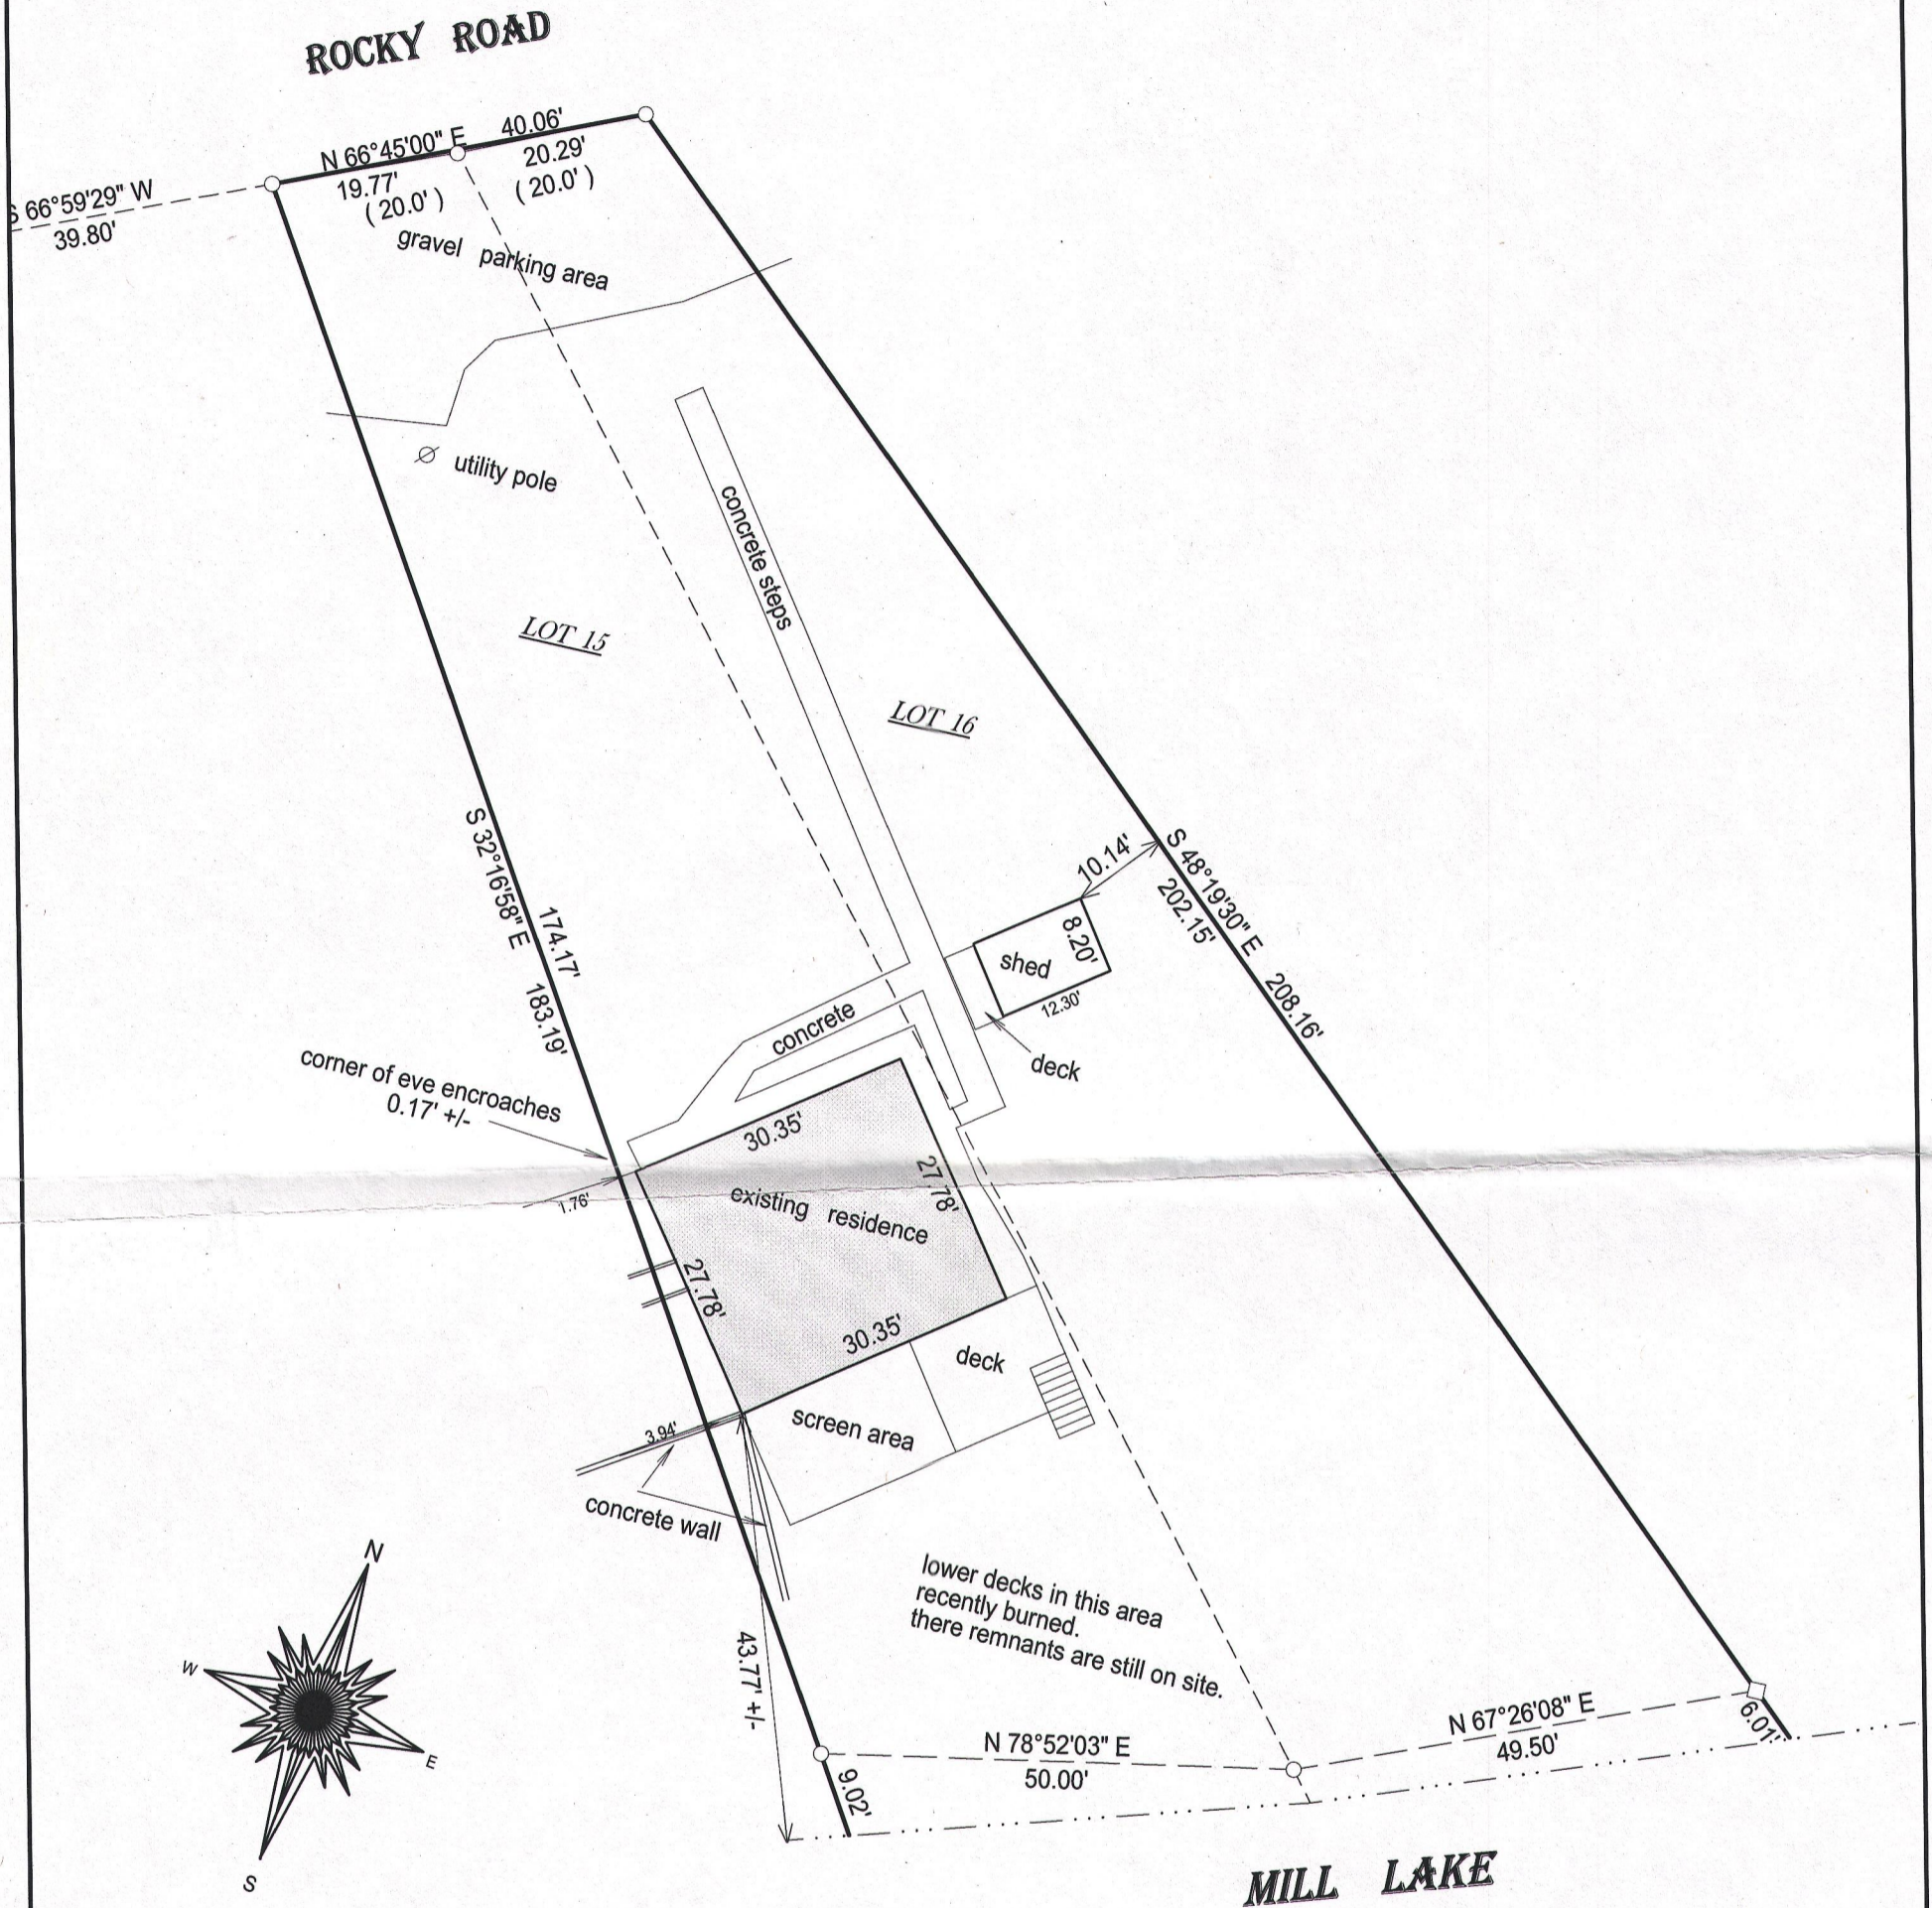 ROCKY ROAD
N 66°45'00" E 40.06'
19.77' 20.29'
( 20.0' ) ( 20.0' )
S 66°59'29" W
39.80'
gravel parking area
utility pole
concrete steps
LOT 15
LOT 16
S 32°16'58" E 174.17'
183.19'
10.14'
S 48°19'30" E 208.16'
202.15'
shed
8.20'
12.30'
deck
concrete
corner of eve encroaches
0.17' +/-
30.35'
1.76'
existing residence
27.78'
27.78'
30.35'
deck
screen area
3.94'
concrete wall
lower decks in this area
recently burned.
there remnants are still on site.
43.77' +/-
N
W
E
S
N 78°52'03" E
50.00'
N 67°26'08" E
49.50'
6.01'
9.02'
MILL LAKE